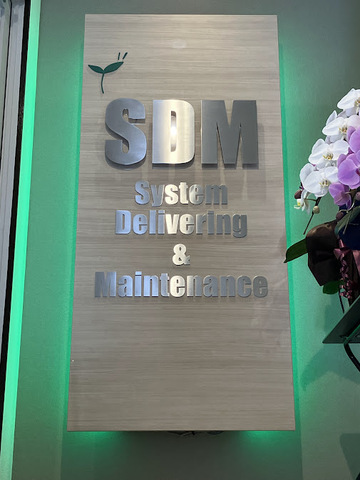 SDM
System
Delivering
&
Maintenance